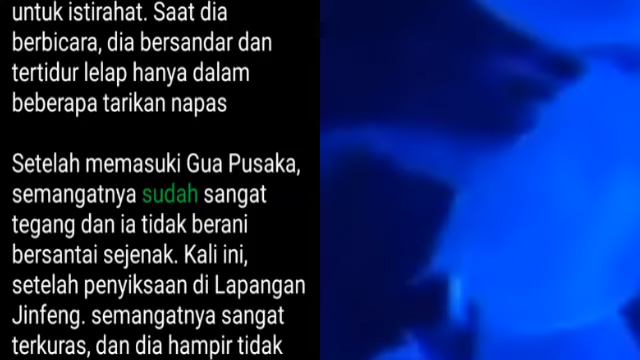 untuk istirahat. Saat dia
berbicara, dia bersandar dan
tertidur lelap hanya dalam
beberapa tarikan napas
Setelah memasuki Gua Pusaka,
semangatnya sudah sangat
tegang dan ia tidak berani
bersantai sejenak. Kali ini,
setelah penyiksaan di Lapangan
Jinfeng. semangatnya sangat
terkuras, dan dia hampir tidak